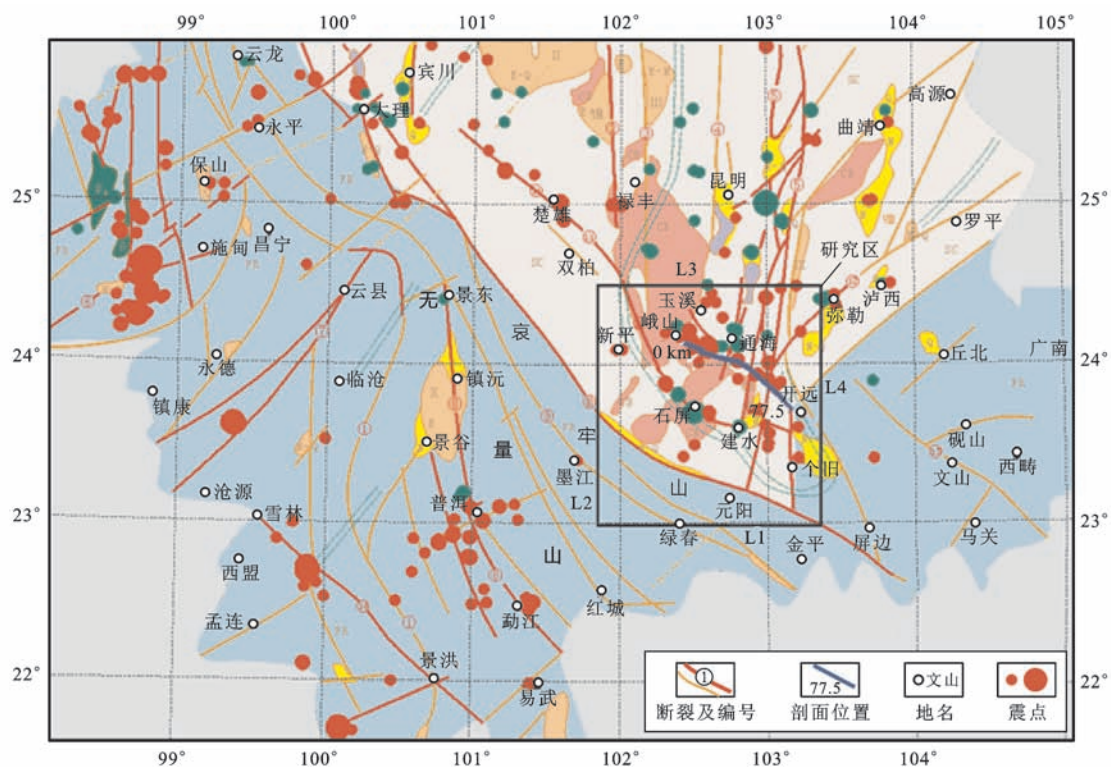 99° 100° 101° 102° 103° 104° 105°
云龙
宾川
大理
高源
曲靖
永平
保山
昆明
25°
25°
禄丰
楚雄
罗平
施甸
昌宁
双柏
研究区
L3
云县
无
景东
玉溪
泸西
弥勒
哀
峨山
新平
通海
0 km
24°
24°
永德
丘北
广南
临沧
镇沅
镇康
开远
L4
石屏
77.5
建水
砚山
牢
景谷
量
墨江
个旧
文山
西畴
沧源
L2
山
普洱
元阳
23°
23°
雪林
绿春
L1
屏边
马关
山
金平
西盟
红城
勐江
孟连
22°
景洪
易武
22°
①
77.5
文山
断裂及编号
剖面位置
地名
震点
99° 100° 101° 102° 103° 104°